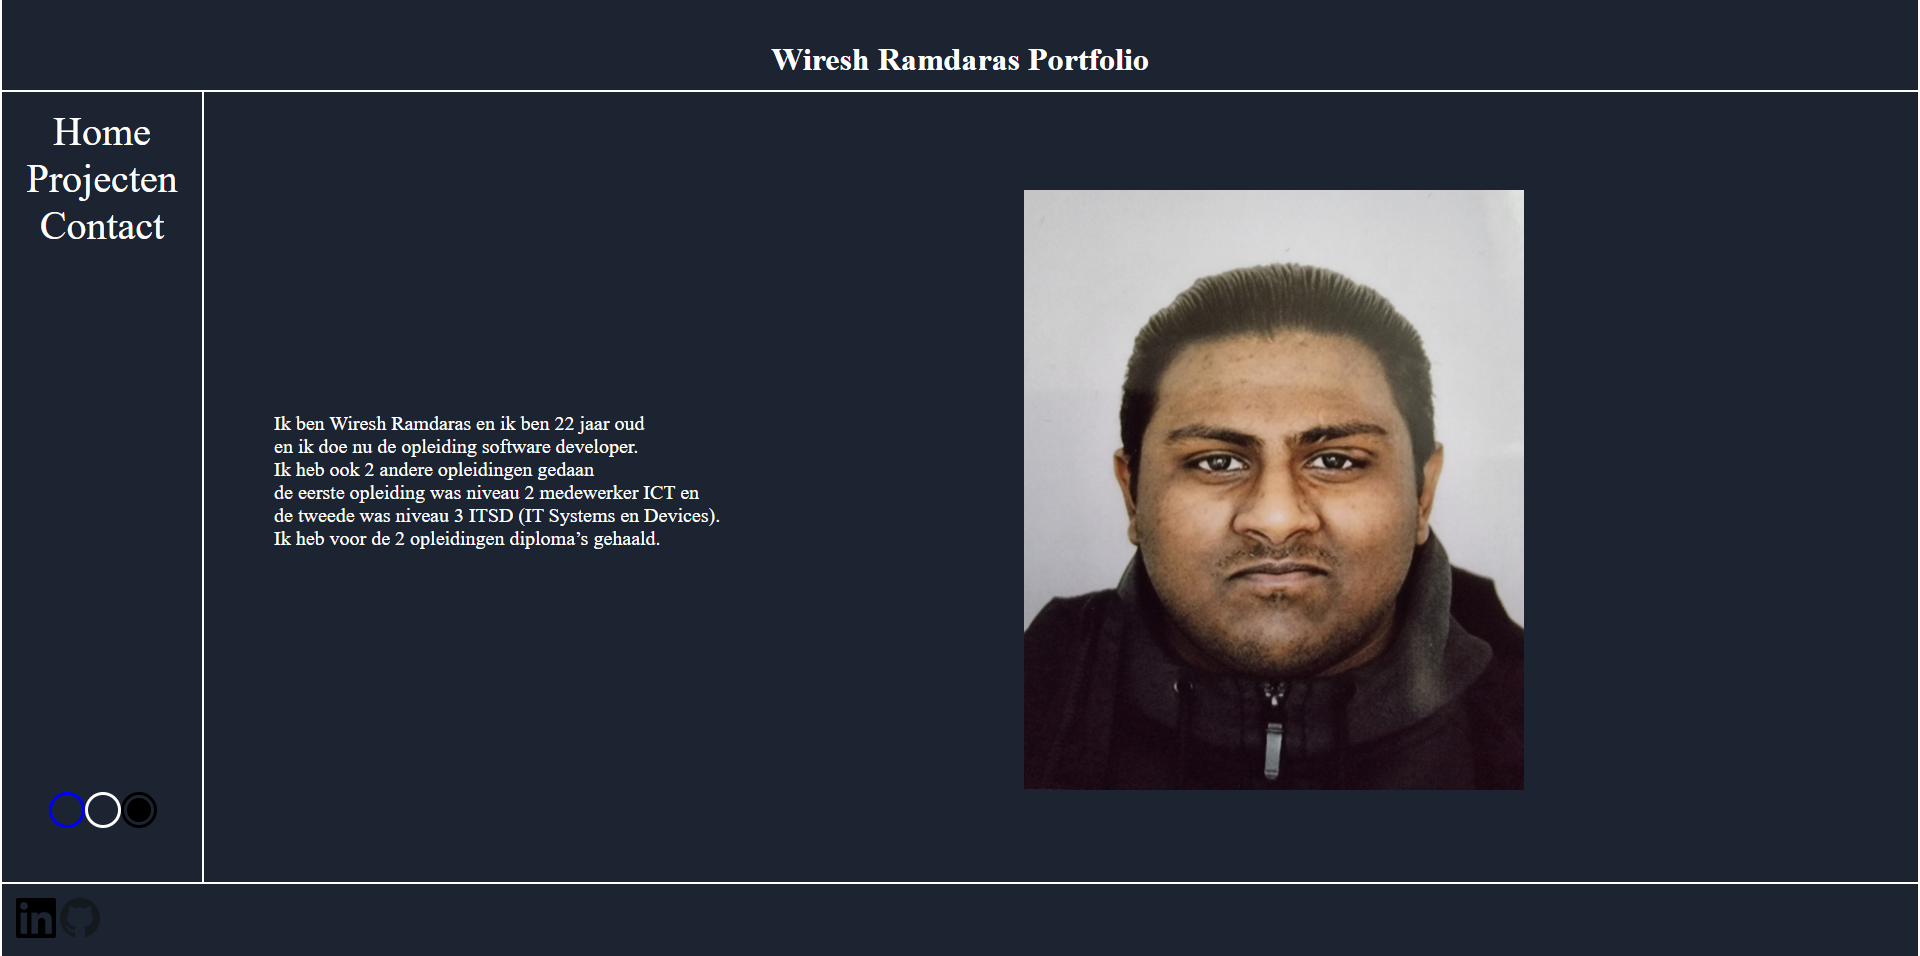 Wiresh Ramdaras Portfolio
Home
Projecten
Contact
Ik ben Wiresh Ramdaras en ik ben 22 jaar oud
en ik doe nu de opleiding software developer.
Ik heb ook 2 andere opleidingen gedaan
de eerste opleiding was niveau 2 medewerker ICT en
de tweede was niveau 3 ITSD (IT Systems en Devices).
Ik heb voor de 2 opleidingen diploma’s gehaald.
in